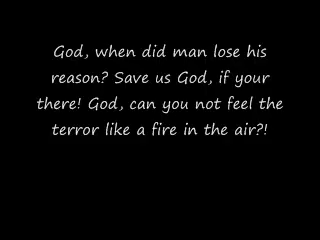 God, when did man lose his
reason? Save us God, if your
there! God, can you not feel the
terror like a fire in the air?!